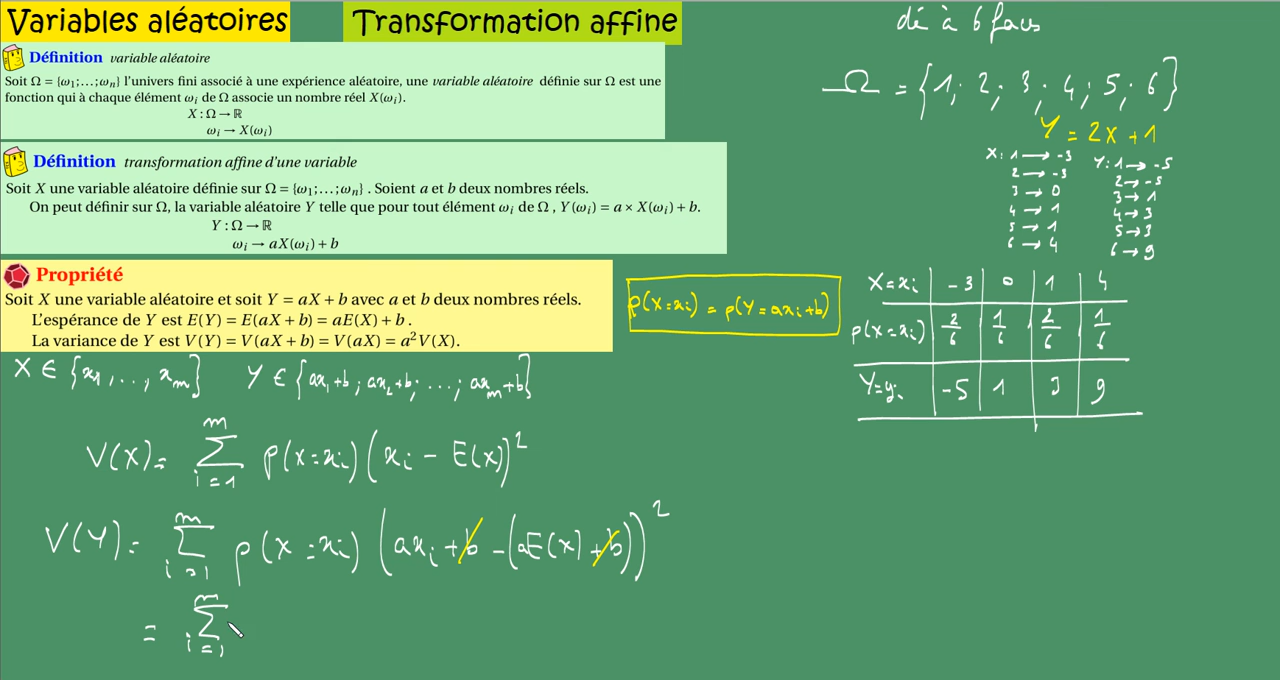 Variables aléatoires
Transformation affine
Définition variable aléatoire
Soit Ω = {ω₁;...;ωₙ} l'univers fini associé à une expérience aléatoire, une variable aléatoire définie sur Ω est une
fonction qui à chaque élément ωᵢ de Ω associe un nombre réel X(ωᵢ).
X : Ω → ℝ
ωᵢ → X(ωᵢ)
Définition transformation affine d'une variable
Soit X une variable aléatoire définie sur Ω = {ω₁;...;ωₙ} . Soient a et b deux nombres réels.
On peut définir sur Ω, la variable aléatoire Y telle que pour tout élément ωᵢ de Ω , Y(ωᵢ) = a × X(ωᵢ) + b.
Y : Ω → ℝ
ωᵢ → aX(ωᵢ) + b
Propriété
Soit X une variable aléatoire et soit Y = aX + b avec a et b deux nombres réels.
L'espérance de Y est E(Y) = E(aX + b) = aE(X) + b .
La variance de Y est V(Y) = V(aX + b) = V(aX) = a²V(X).
X ∈ {x₁, . . , xₘ} Y ∈ {ax₁+b ; ax₂+b ; . . . ; axₘ+b}
V(X) = ∑ᵢ₌₁ᵐ p(X=xᵢ) (xᵢ - E(X))²
V(Y) = ∑ᵢ₌₁ᵐ p(X=xᵢ) (axᵢ + b - (aE(X) + b))²
= ∑ᵢ₌₁ᵐ
dé à 6 faces
Ω = {1; 2; 3; 4; 5; 6}
Y = 2X + 1
X: 1 → -3 Y: 1 → -5
2 → -3 2 → -5
3 → 0 3 → 1
4 → 1 4 → 3
5 → 1 5 → 3
6 → 4 6 → 9
p(X=xᵢ) = p(Y=axᵢ+b)
X=xᵢ -3 0 1 4
p(X=xᵢ) 2/6 1/6 2/6 1/6
Y=yᵢ -5 1 3 9